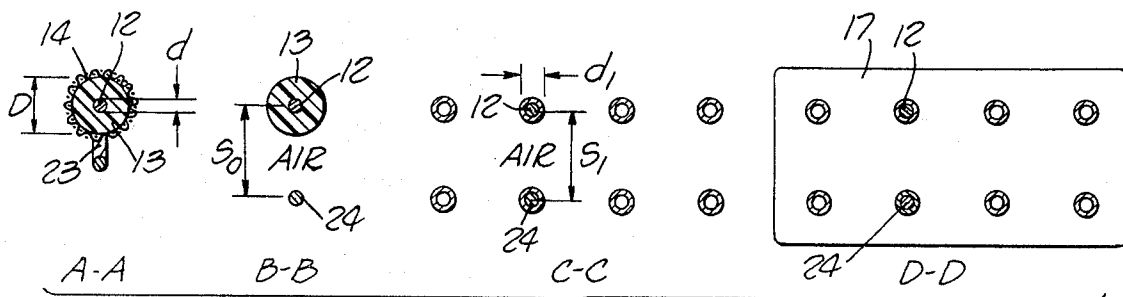 14 12 d
D
23 13
A-A
13
12
S₀ AIR
24
B-B
d₁
12
AIR S₁
24
C-C
17 12
24
D-D